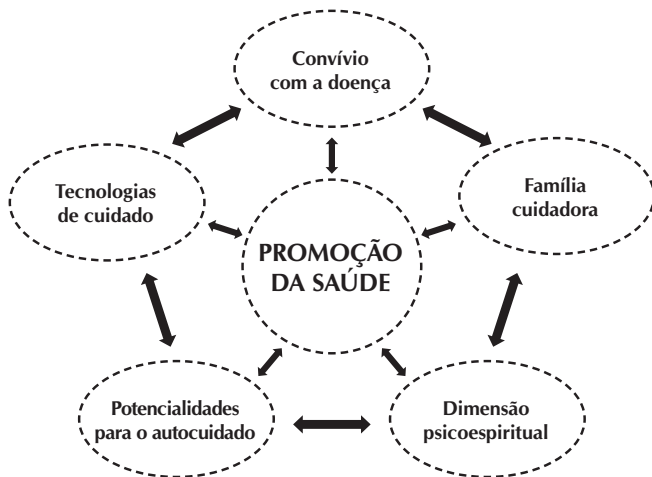 Convívio
com a doença
Tecnologias
de cuidado
Família
cuidadora
PROMOÇÃO
DA SAÚDE
Potencialidades
para o autocuidado
Dimensão
psicoespiritual